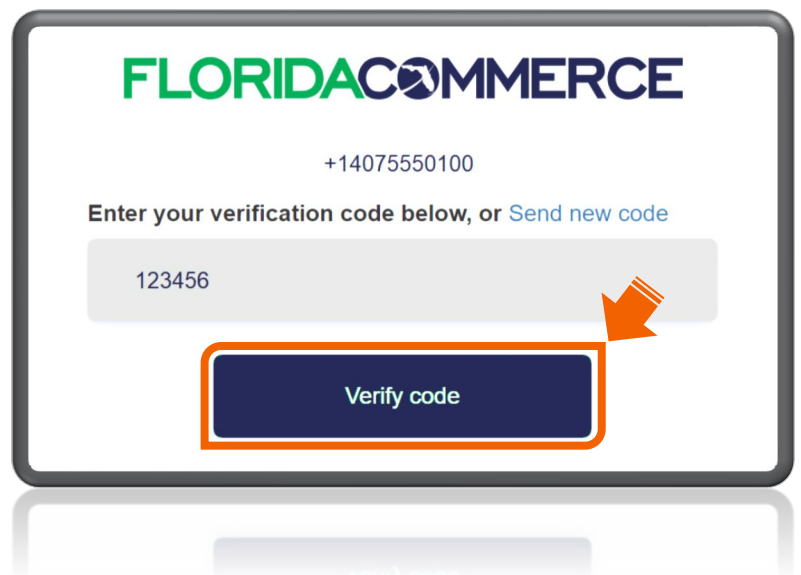 FLORIDACOMMERCE
+14075550100
Enter your verification code below, or Send new code
123456
Verify code